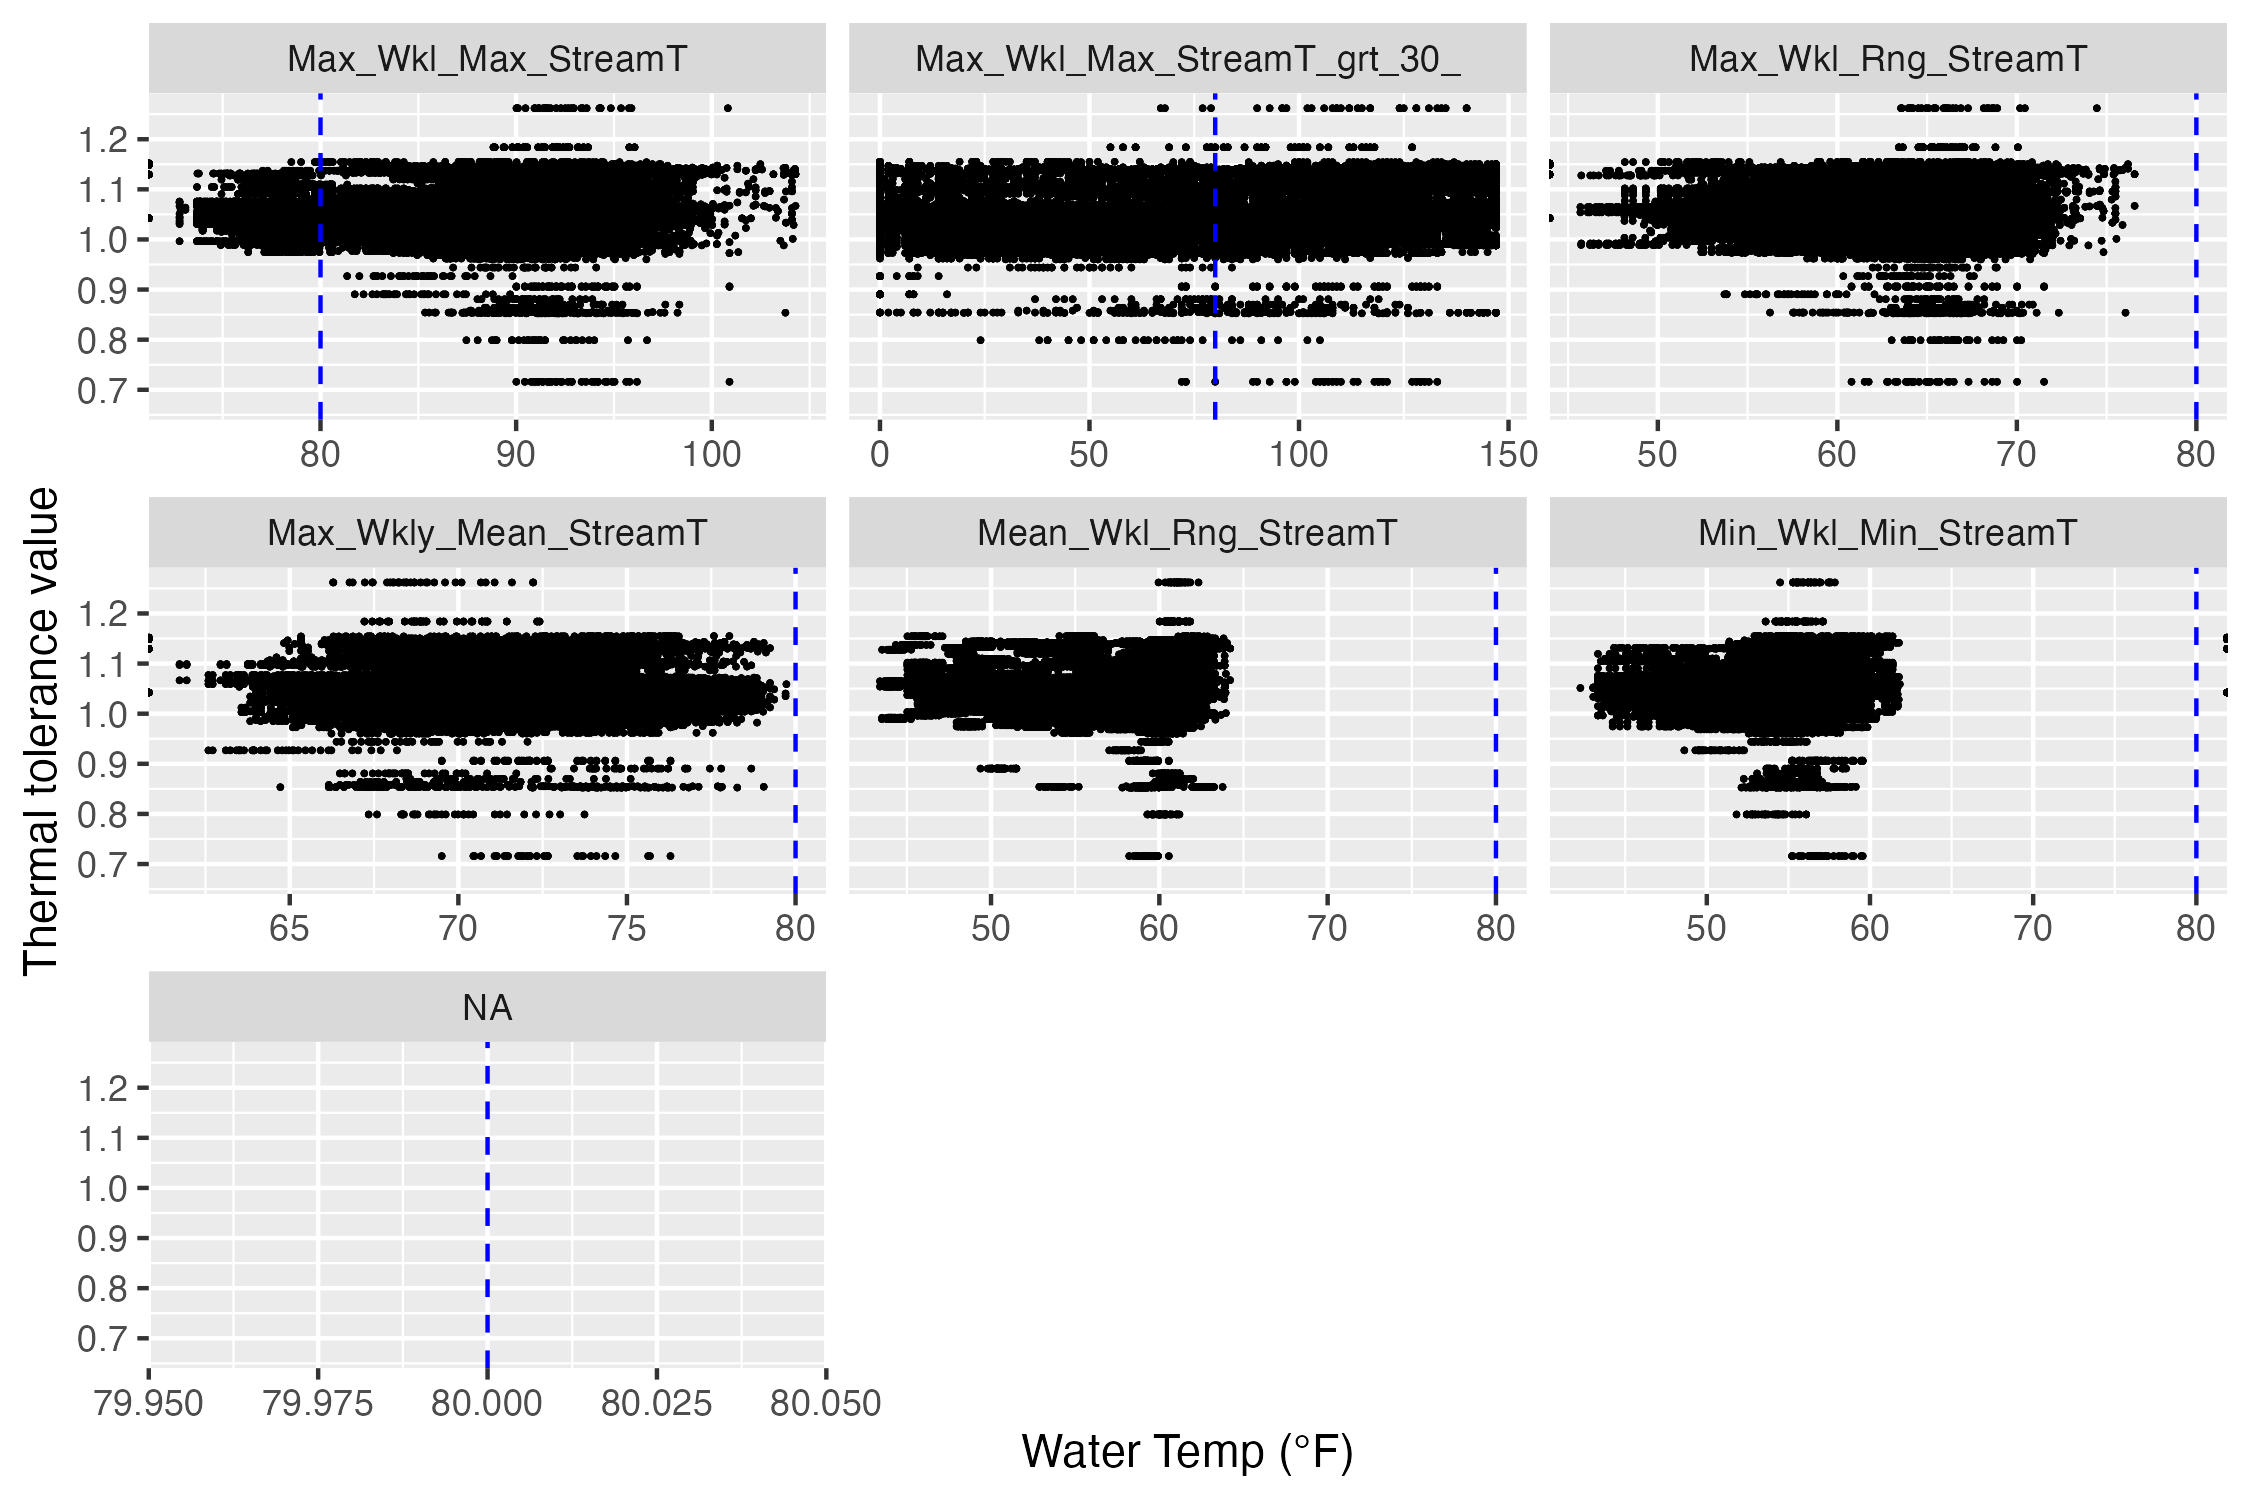 Max_Wkl_Max_StreamT
Max_Wkl_Max_StreamT_grt_30_
Max_Wkl_Rng_StreamT
1.2
1.1
1.0
0.9
0.8
0.7
80 90 100
0 50 100 150
50 60 70 80
Max_Wkly_Mean_StreamT
Mean_Wkl_Rng_StreamT
Min_Wkl_Min_StreamT
1.2
1.1
1.0
0.9
0.8
0.7
65 70 75 80
50 60 70 80
50 60 70 80
NA
1.2
1.1
1.0
0.9
0.8
0.7
79.950 79.975 80.000 80.025 80.050
Thermal tolerance value
Water Temp (°F)